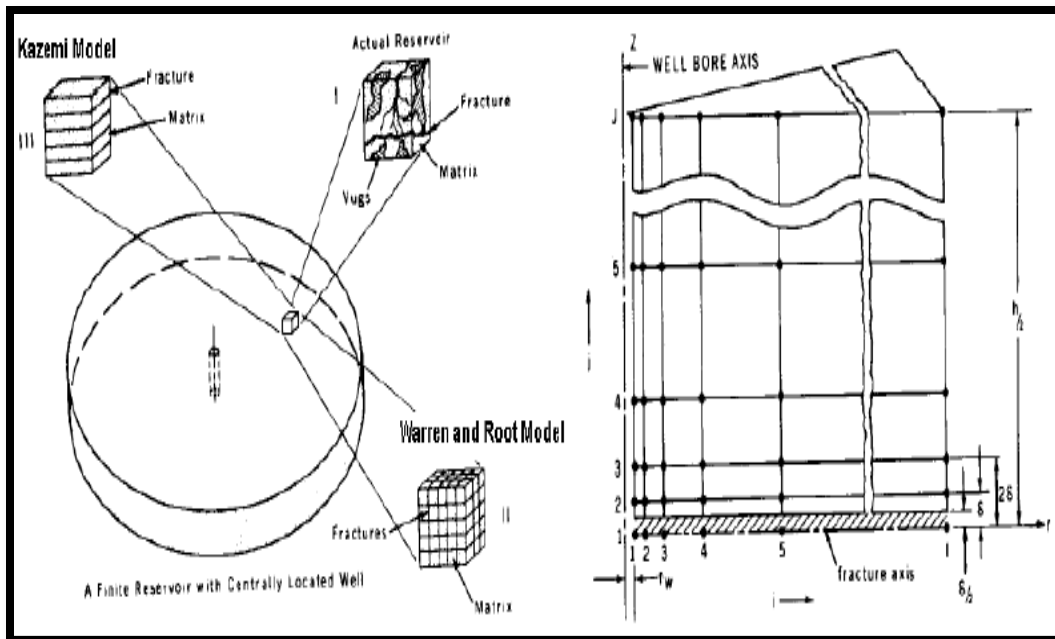 Kazemi Model
Fracture
Matrix
III
Actual Reservoir
I
Fracture
Matrix
Vugs
Warren and Root Model
Fractures
II
Matrix
A Finite Reservoir with Centrally Located Well
Z
WELL BORE AXIS
J
5
4
3
2
1
j
h/2
2δ
δ
r
1 2 3 4 5 I
fracture axis
δ/2
rw
i